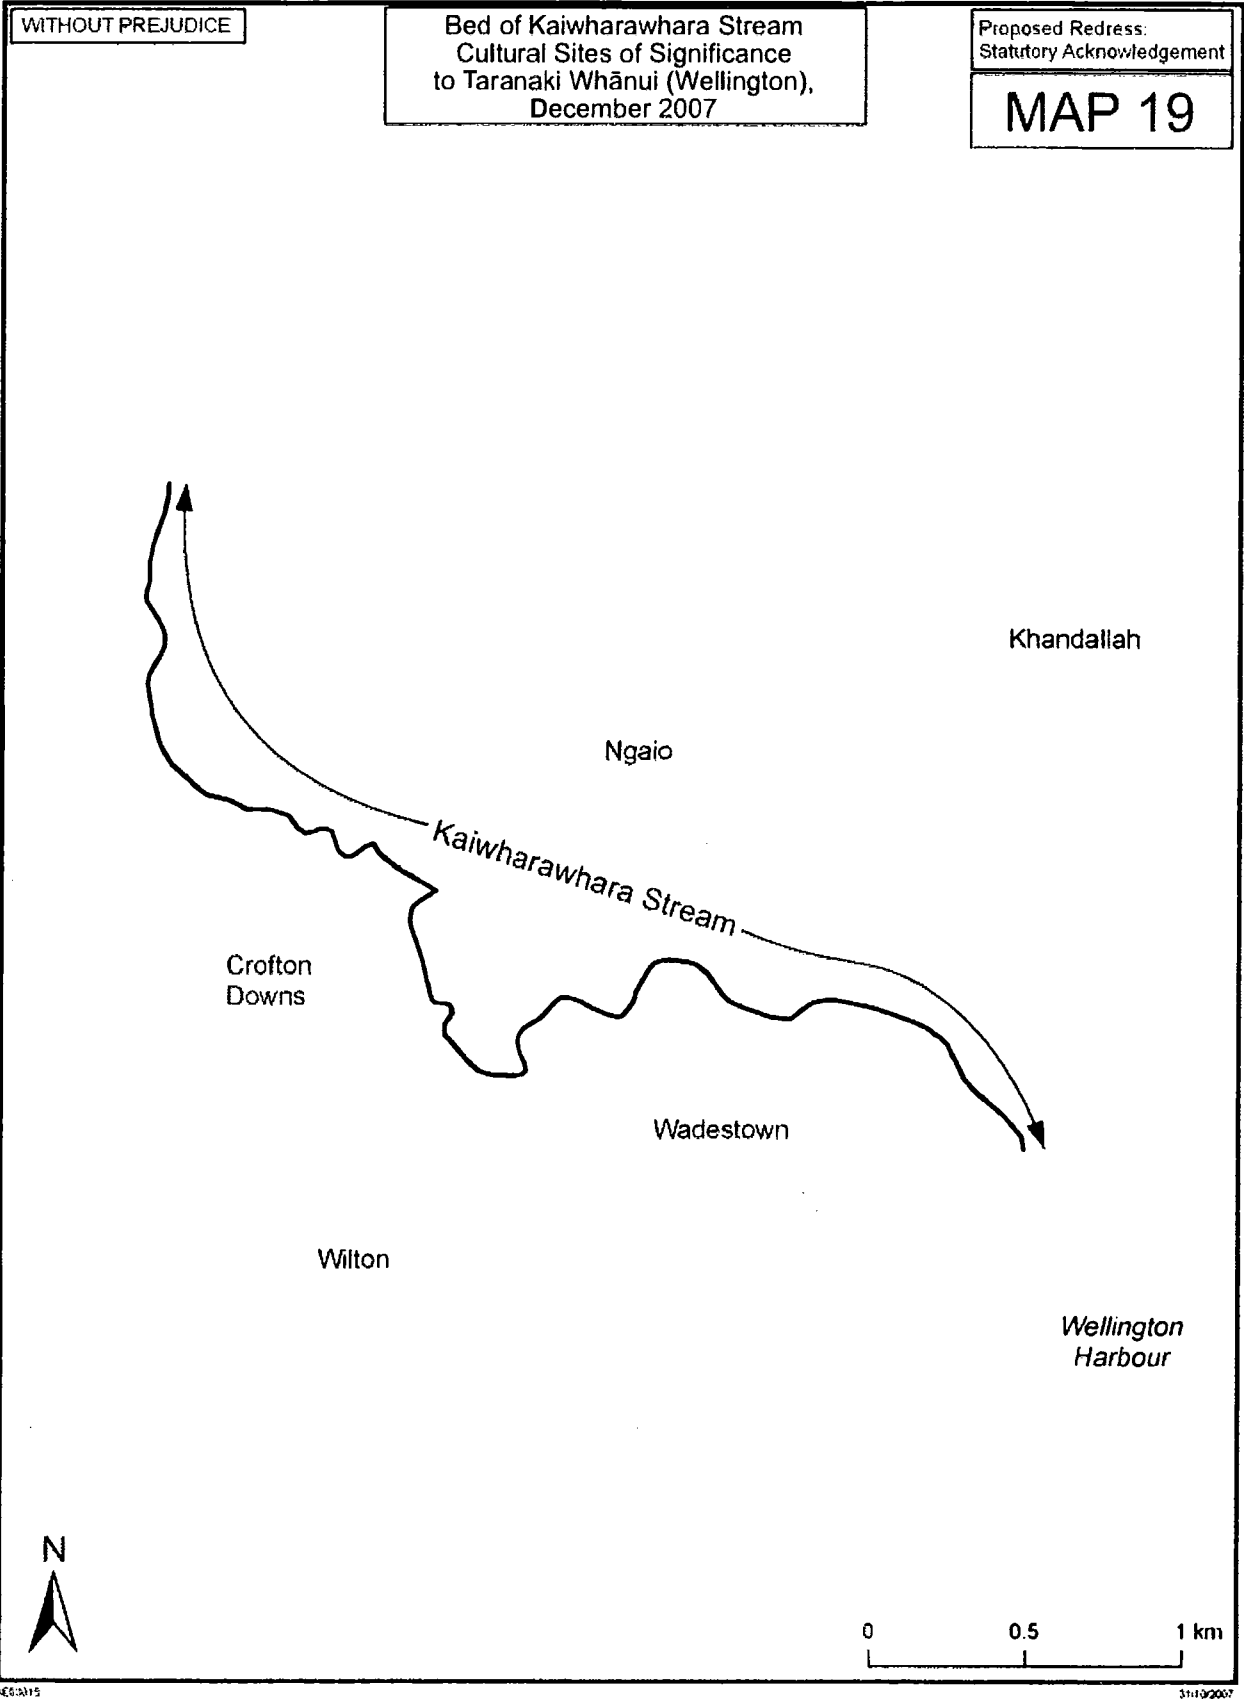 WITHOUT PREJUDICE
Bed of Kaiwharawhara Stream
Cultural Sites of Significance
to Taranaki Whānui (Wellington),
December 2007
Proposed Redress:
Statutory Acknowledgement
MAP 19
Khandallah
Ngaio
Kaiwharawhara Stream
Crofton
Downs
Wadestown
Wilton
Wellington
Harbour
N
0 0.5 1 km